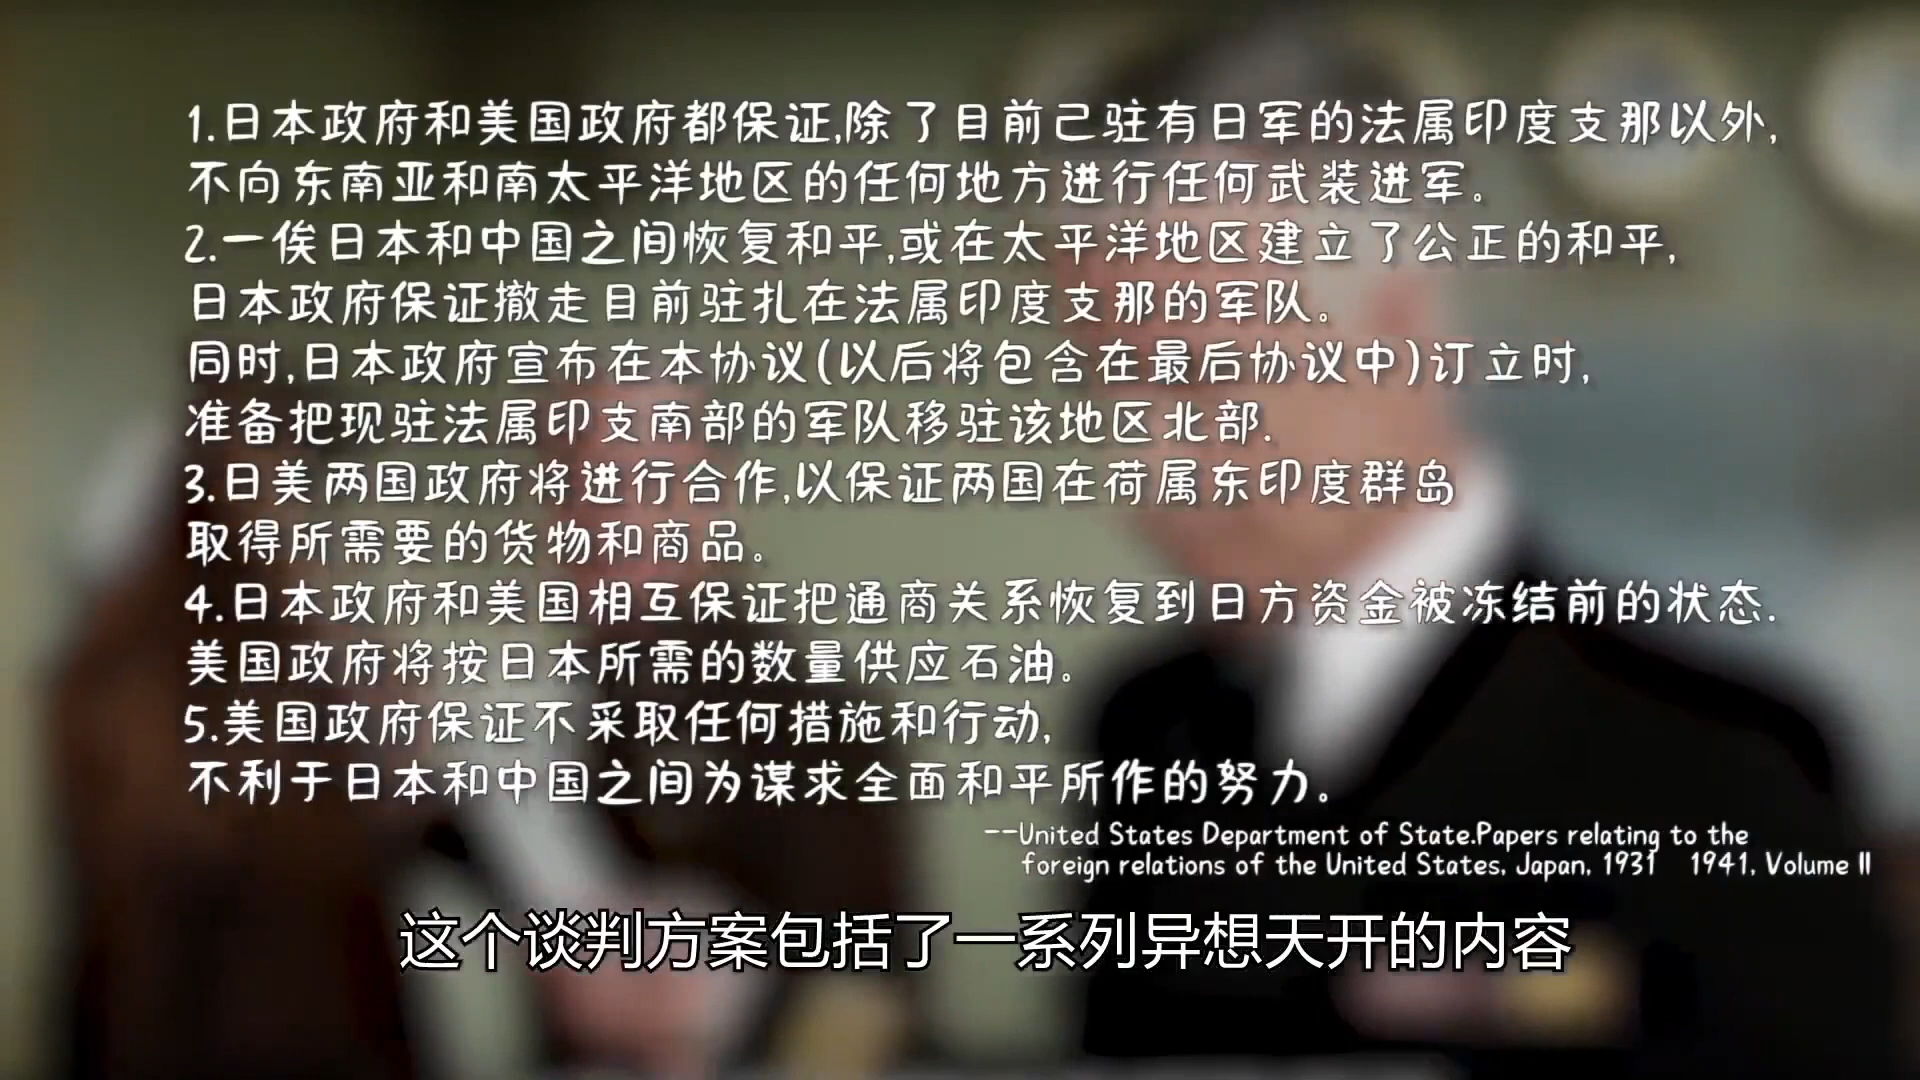 1.日本政府和美国政府都保证,除了目前己驻有日军的法属印度支那以外,
不向东南亚和南太平洋地区的任何地方进行任何武装进军。
2.一俟日本和中国之间恢复和平,或在太平洋地区建立了公正的和平,
日本政府保证撤走目前驻扎在法属印度支那的军队。
同时,日本政府宣布在本协议(以后将包含在最后协议中)订立时,
准备把现驻法属印支南部的军队移驻该地区北部.
3.日美两国政府将进行合作,以保证两国在荷属东印度群岛
取得所需要的货物和商品。
4.日本政府和美国相互保证把通商关系恢复到日方资金被冻结前的状态.
美国政府将按日本所需的数量供应石油。
5.美国政府保证不采取任何措施和行动,
不利于日本和中国之间为谋求全面和平所作的努力。
--United States Department of State.Papers relating to the
foreign relations of the United States, Japan, 1931 1941, Volume II
这个谈判方案包括了一系列异想天开的内容